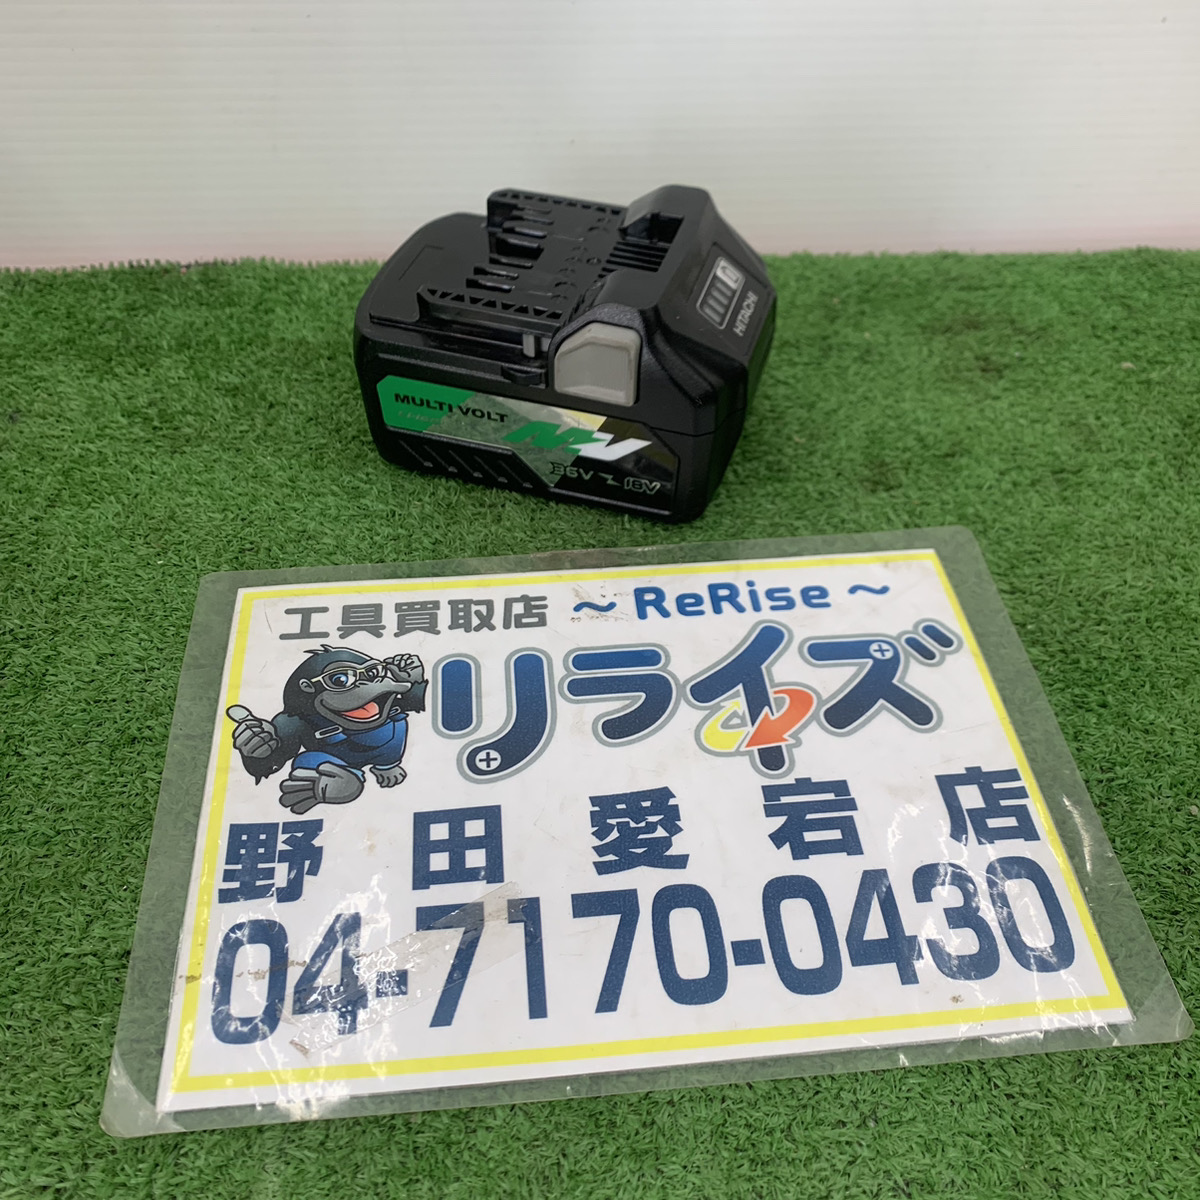 HITACHI
MULTI VOLT
MV
36V 18V
工具買取店 ～ReRise～
リライズ
野田愛宕店
04-7170-0430